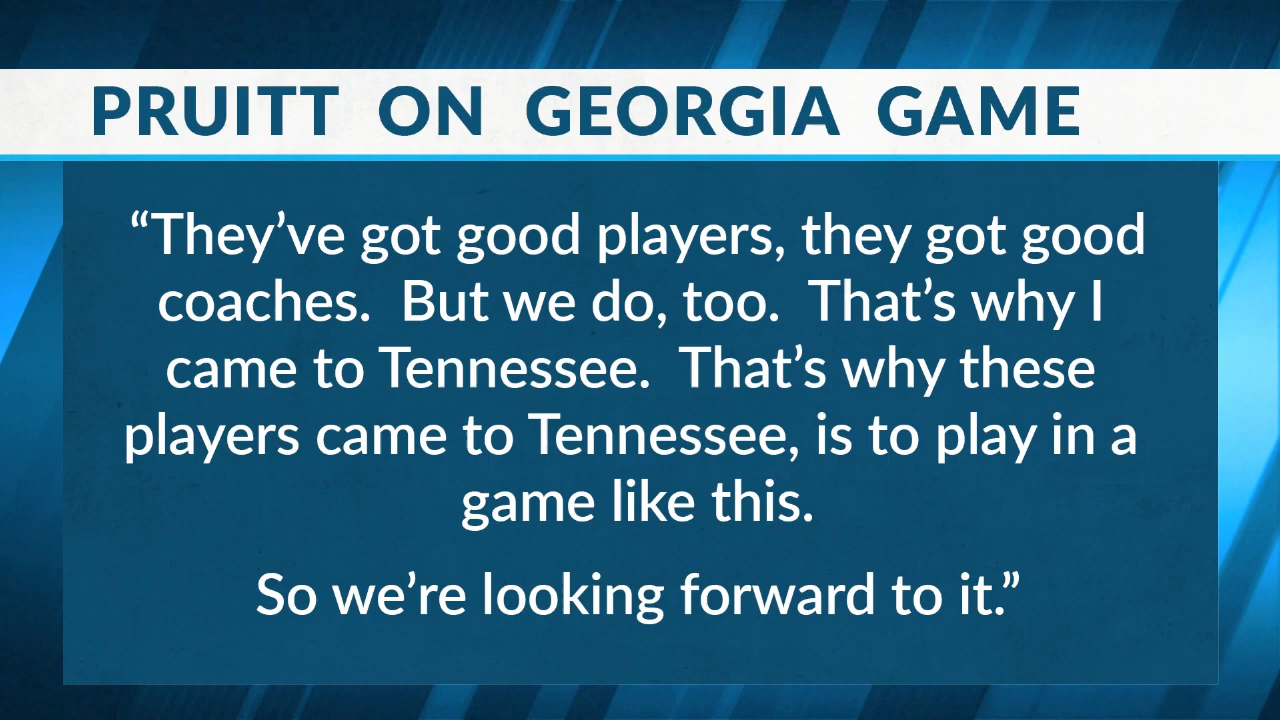 PRUITT ON GEORGIA GAME
“They’ve got good players, they got good
coaches.  But we do, too.  That’s why I
came to Tennessee.  That’s why these
players came to Tennessee, is to play in a
game like this.
So we’re looking forward to it.”